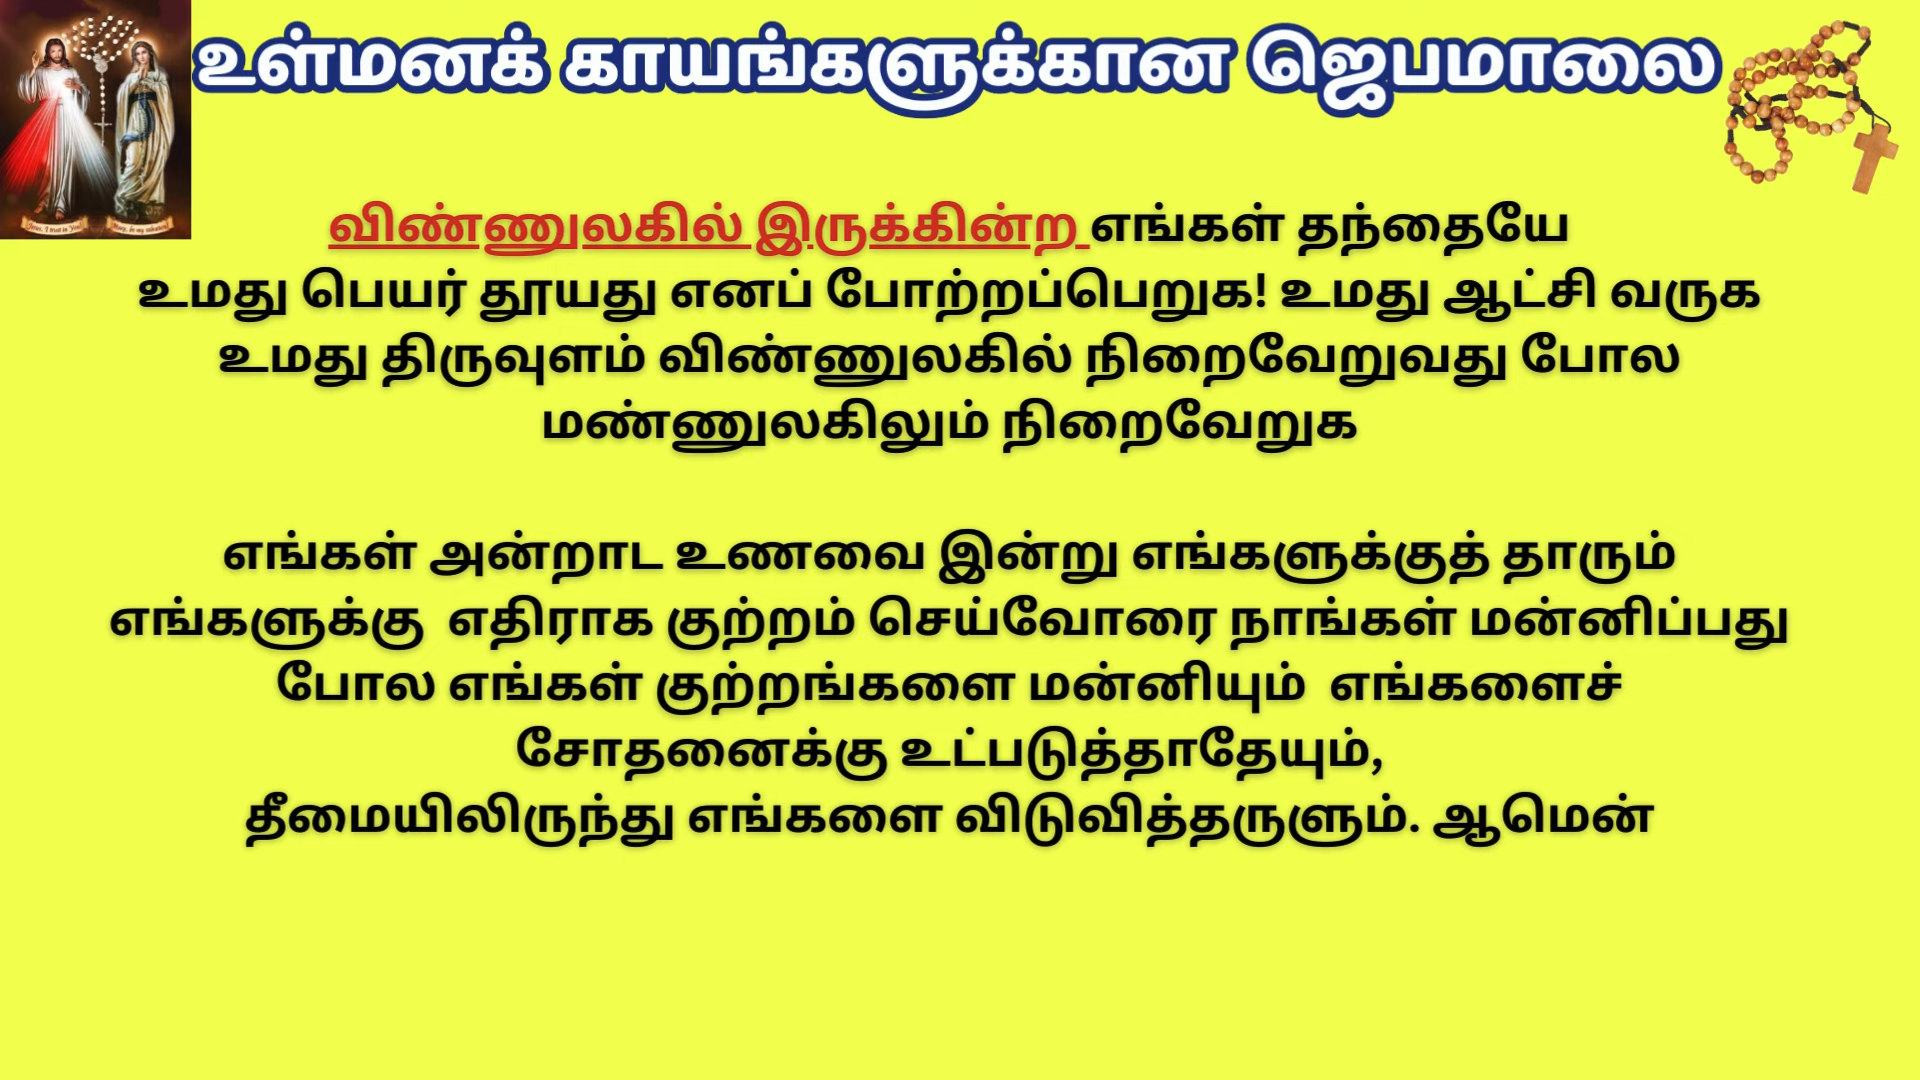 உள்மனக் காயங்களுக்கான ஜெபமாலை
விண்ணுலகில் இருக்கின்ற எங்கள் தந்தையே
உமது பெயர் தூயது எனப் போற்றப்பெறுக! உமது ஆட்சி வருக
உமது திருவுளம் விண்ணுலகில் நிறைவேறுவது போல
மண்ணுலகிலும் நிறைவேறுக
எங்கள் அன்றாட உணவை இன்று எங்களுக்குத் தாரும்
எங்களுக்கு  எதிராக குற்றம் செய்வோரை நாங்கள் மன்னிப்பது
போல எங்கள் குற்றங்களை மன்னியும்  எங்களைச்
சோதனைக்கு உட்படுத்தாதேயும்,
தீமையிலிருந்து எங்களை விடுவித்தருளும். ஆமென்